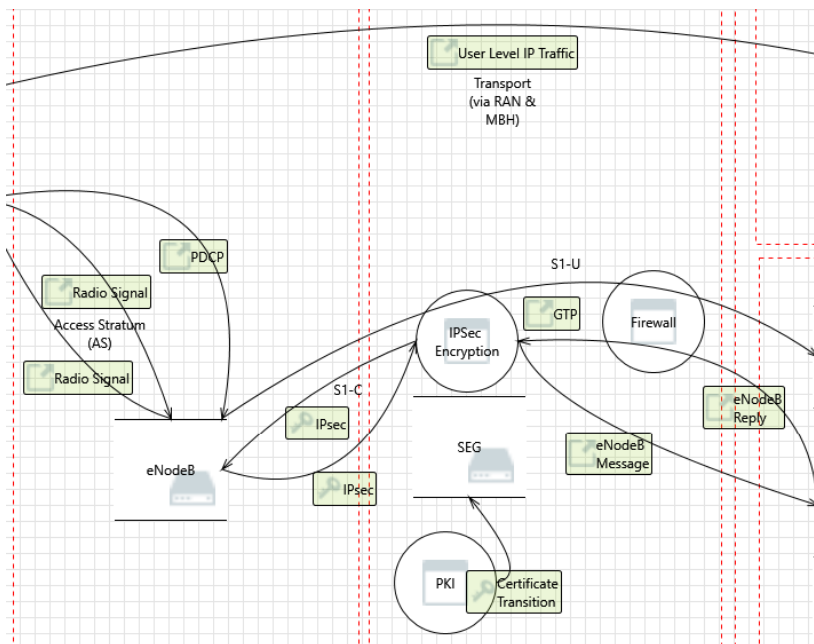 User Level IP Traffic
Transport
(via RAN &
MBH)
PDCP
S1-U
Radio Signal
GTP
Firewall
IPSec
Encryption
Access Stratum
(AS)
Radio Signal
S1-C
IPsec
eNodeB
Reply
eNodeB
SEG
eNodeB
Message
IPsec
PKI
Certificate
Transition